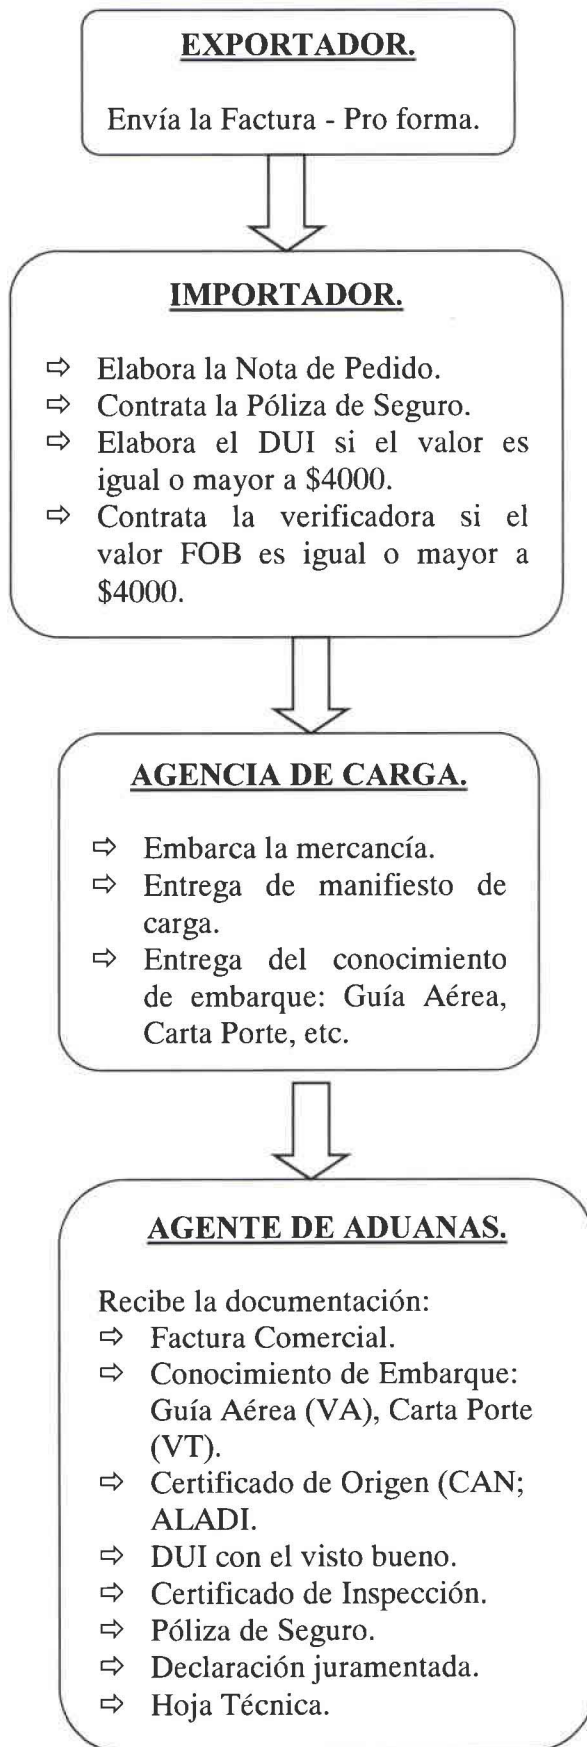 EXPORTADOR.
Envía la Factura - Pro forma.
IMPORTADOR.
⇨ Elabora la Nota de Pedido.
⇨ Contrata la Póliza de Seguro.
⇨ Elabora el DUI si el valor es
igual o mayor a $4000.
⇨ Contrata la verificadora si el
valor FOB es igual o mayor a
$4000.
AGENCIA DE CARGA.
⇨ Embarca la mercancía.
⇨ Entrega de manifiesto de
carga.
⇨ Entrega del conocimiento
de embarque: Guía Aérea,
Carta Porte, etc.
AGENTE DE ADUANAS.
Recibe la documentación:
⇨ Factura Comercial.
⇨ Conocimiento de Embarque:
Guía Aérea (VA), Carta Porte
(VT).
⇨ Certificado de Origen (CAN;
ALADI.
⇨ DUI con el visto bueno.
⇨ Certificado de Inspección.
⇨ Póliza de Seguro.
⇨ Declaración juramentada.
⇨ Hoja Técnica.